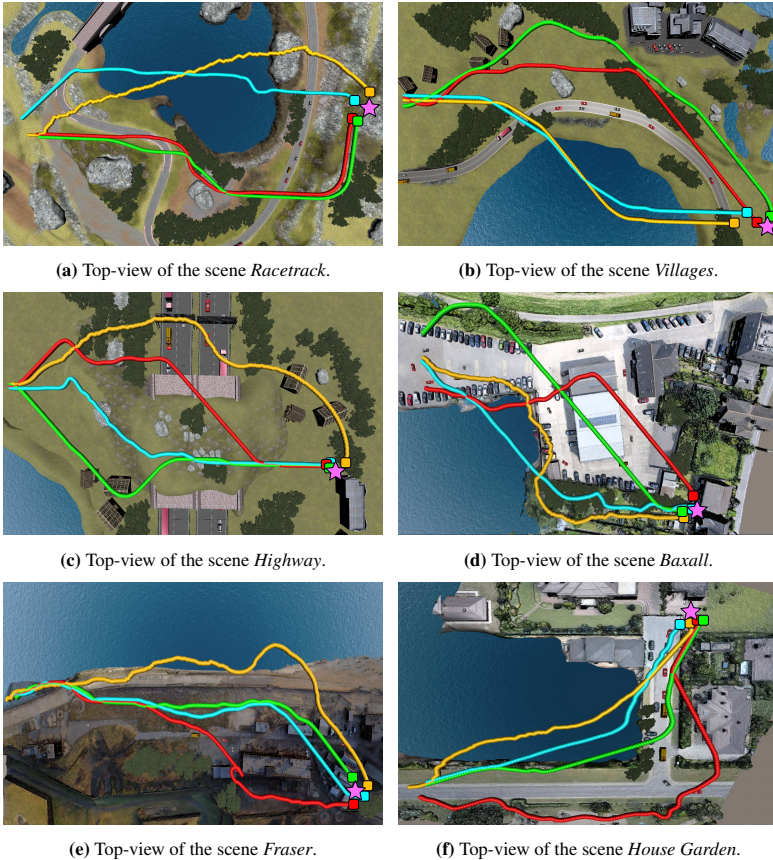 (a) Top-view of the scene Racetrack.
(b) Top-view of the scene Villages.
(c) Top-view of the scene Highway.
(d) Top-view of the scene Baxall.
(e) Top-view of the scene Fraser.
(f) Top-view of the scene House Garden.